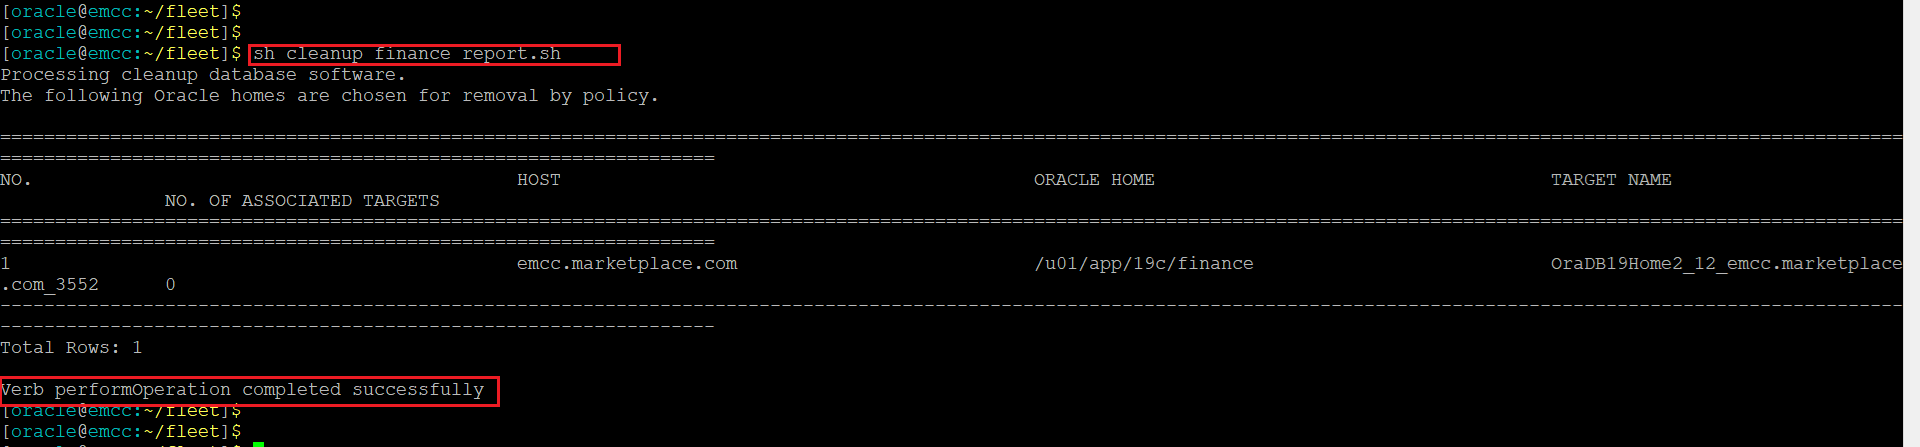 [oracle@emcc:~/fleet]$
[oracle@emcc:~/fleet]$
[oracle@emcc:~/fleet]$ sh cleanup_finance_report.sh
Processing cleanup database software.
The following Oracle homes are chosen for removal by policy.
=============================================================================================================================================================================
=================================================================
NO. HOST ORACLE HOME TARGET NAME
NO. OF ASSOCIATED TARGETS
=============================================================================================================================================================================
=================================================================
1 emcc.marketplace.com /u01/app/19c/finance OraDB19Home2_12_emcc.marketplace
.com_3552 0
-----------------------------------------------------------------------------------------------------------------------------------------------------------------------------
-----------------------------------------------------------------
Total Rows: 1
Verb performOperation completed successfully
[oracle@emcc:~/fleet]$
[oracle@emcc:~/fleet]$